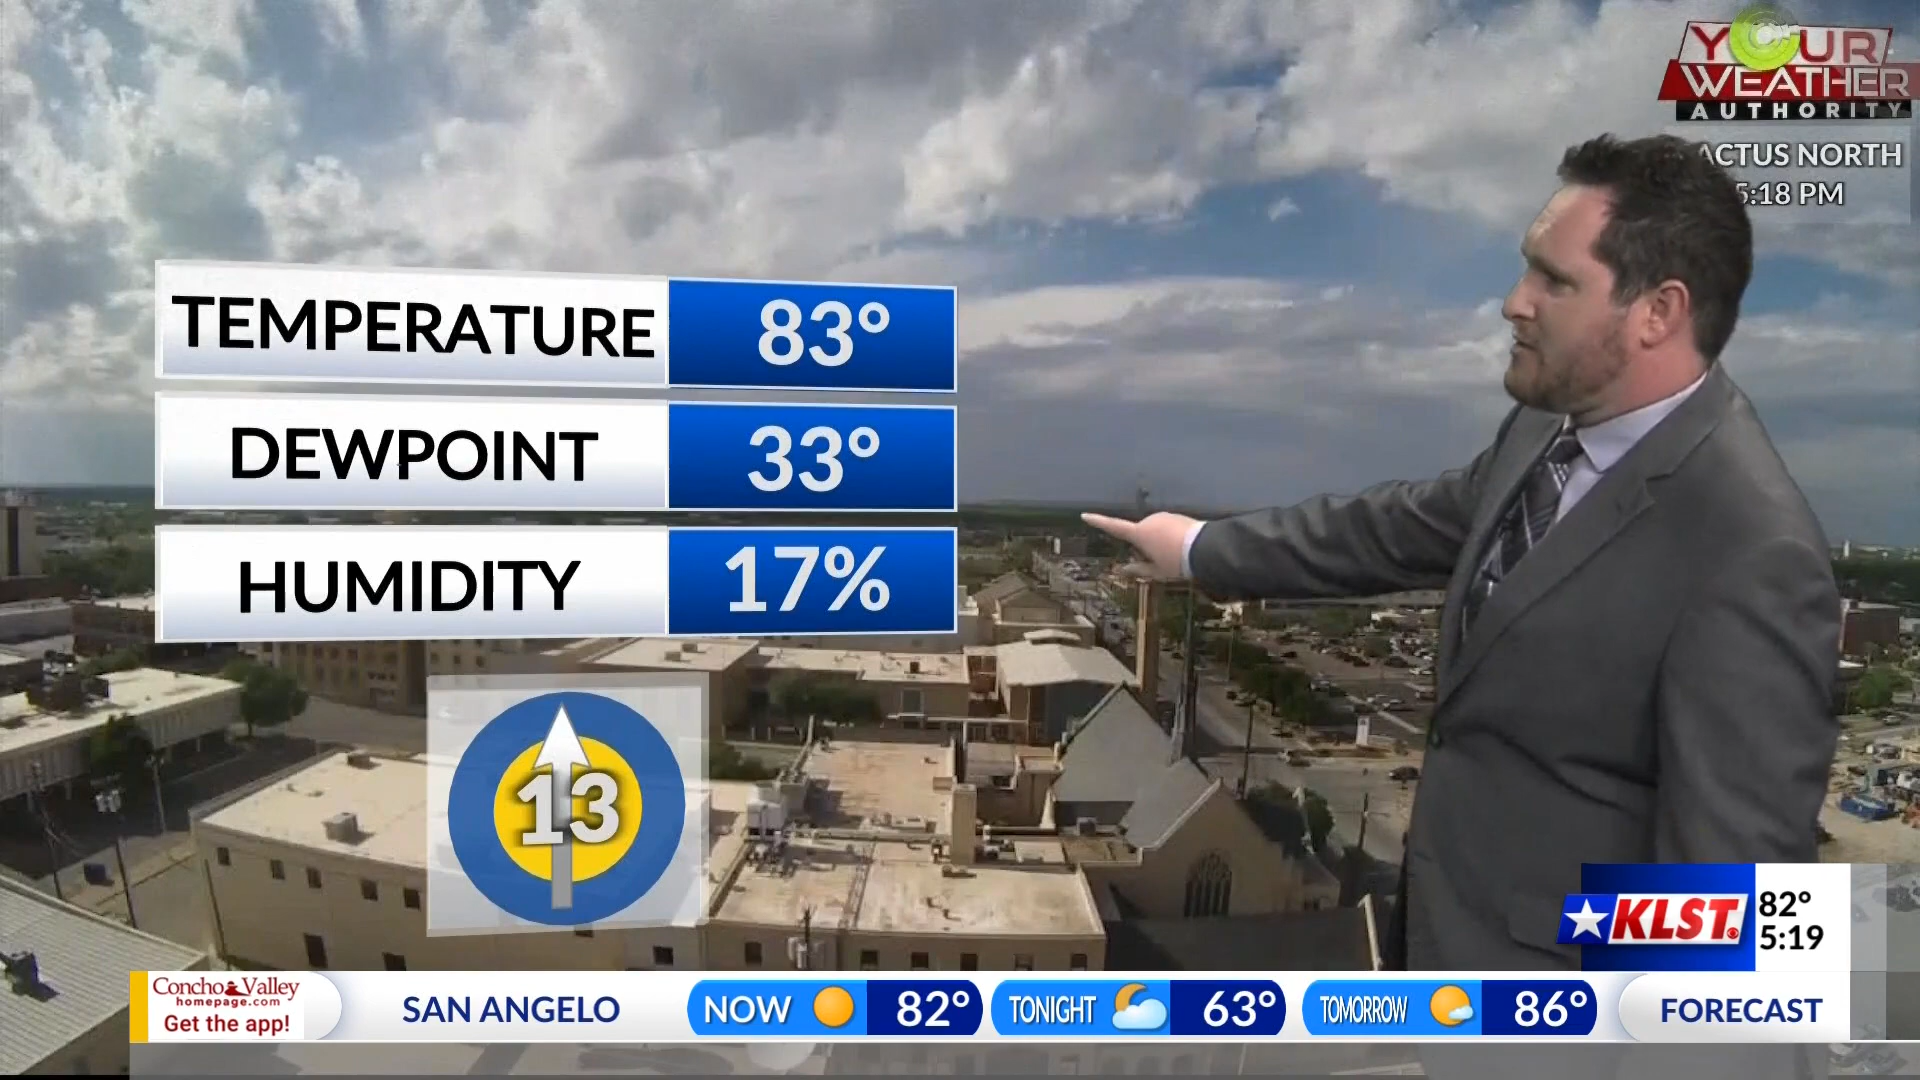 YOUR
WEATHER
AUTHORITY
ACTUS NORTH
5:18 PM
TEMPERATURE 83°
DEWPOINT 33°
HUMIDITY 17%
13
KLST
82°
5:19
Concho Valley
homepage.com
Get the app!
SAN ANGELO
NOW 82°
TONIGHT 63°
TOMORROW 86°
FORECAST